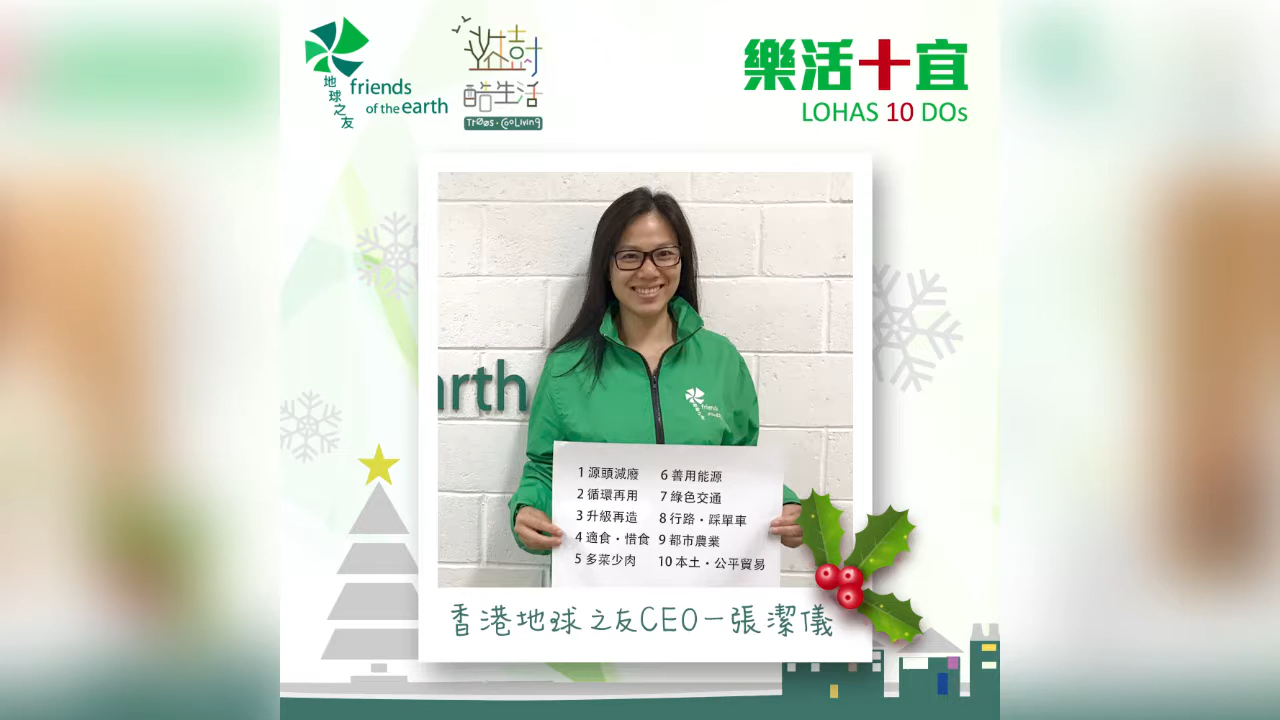 地球之友
friends
of the earth
酷生活
Trees・CooLiving
樂活十宜
LOHAS 10 DOs
arth
friends
1 源頭減廢 6 善用能源
2 循環再用 7 綠色交通
3 升級再造 8 行路・踩單車
4 適食・惜食 9 都市農業
5 多菜少肉 10 本土・公平貿易
香港地球之友CEO－張潔儀